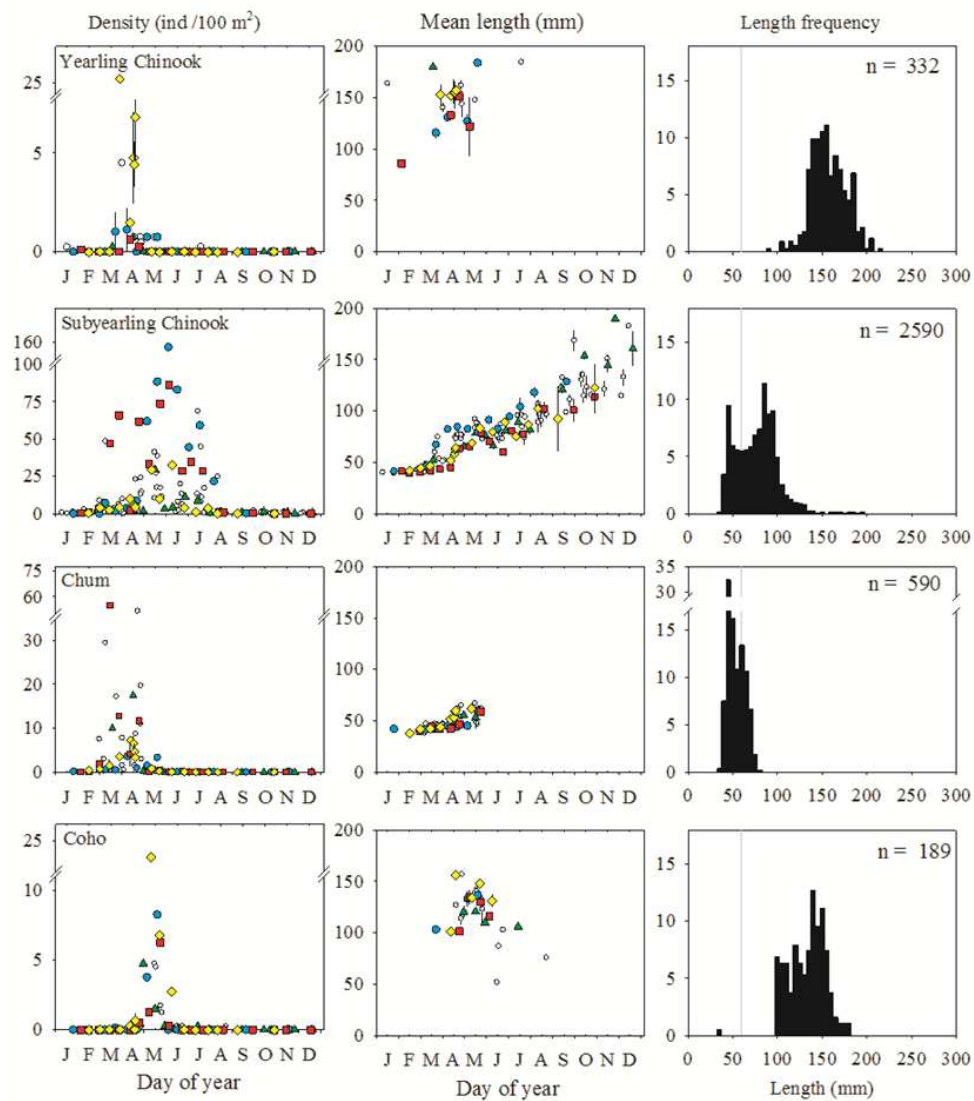 Density (ind /100 m²) Mean length (mm) Length frequency
Yearling Chinook
25
5
0
J F M A M J J A S O N D
200
150
100
50
0
J F M A M J J A S O N D
n = 332
15
10
5
0
0 50 100 150 200 250 300
Subyearling Chinook
160
100
75
50
25
0
J F M A M J J A S O N D
200
150
100
50
0
J F M A M J J A S O N D
n = 2590
15
10
5
0
0 50 100 150 200 250 300
Chum
75
60
30
20
10
0
J F M A M J J A S O N D
200
150
100
50
0
J F M A M J J A S O N D
n = 590
35
30
15
10
5
0
0 50 100 150 200 250 300
Coho
25
10
5
0
J F M A M J J A S O N D
Day of year
200
150
100
50
0
J F M A M J J A S O N D
Day of year
n = 189
15
10
5
0
0 50 100 150 200 250 300
Length (mm)